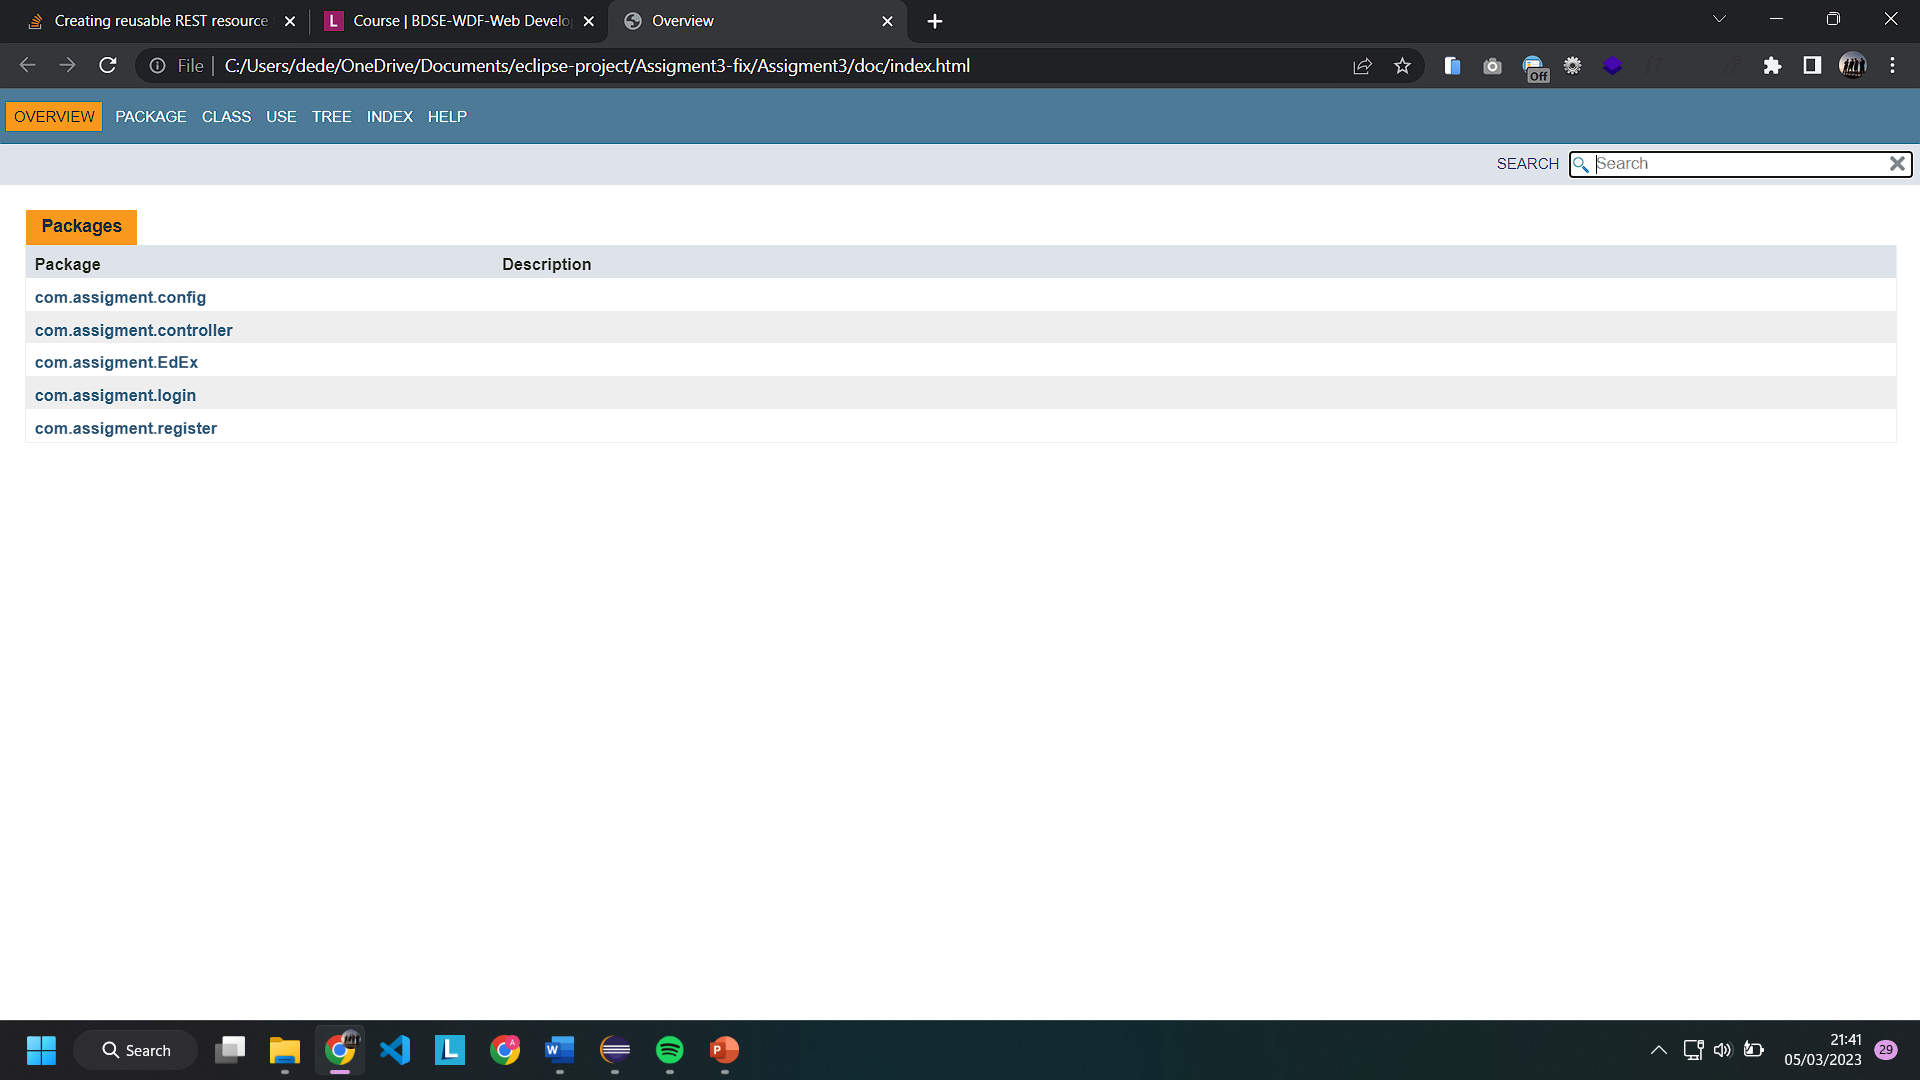 Creating reusable REST resource
L Course | BDSE-WDF-Web Develo
Overview
File | C:/Users/dede/OneDrive/Documents/eclipse-project/Assigment3-fix/Assigment3/doc/index.html
Off
OVERVIEW PACKAGE CLASS USE TREE INDEX HELP
SEARCH Search
Packages
Package Description
com.assigment.config
com.assigment.controller
com.assigment.EdEx
com.assigment.login
com.assigment.register
Search
L
A
W
P
21:41
05/03/2023
29